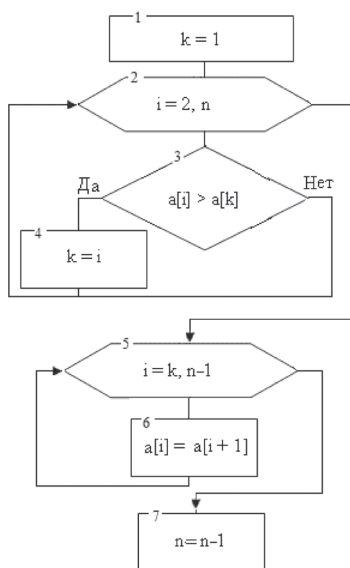 1
k = 1
2
i = 2, n
3
Да
a[i] > a[k]
Нет
4
k = i
5
i = k, n–1
6
a[i] = a[i + 1]
7
n=n–1